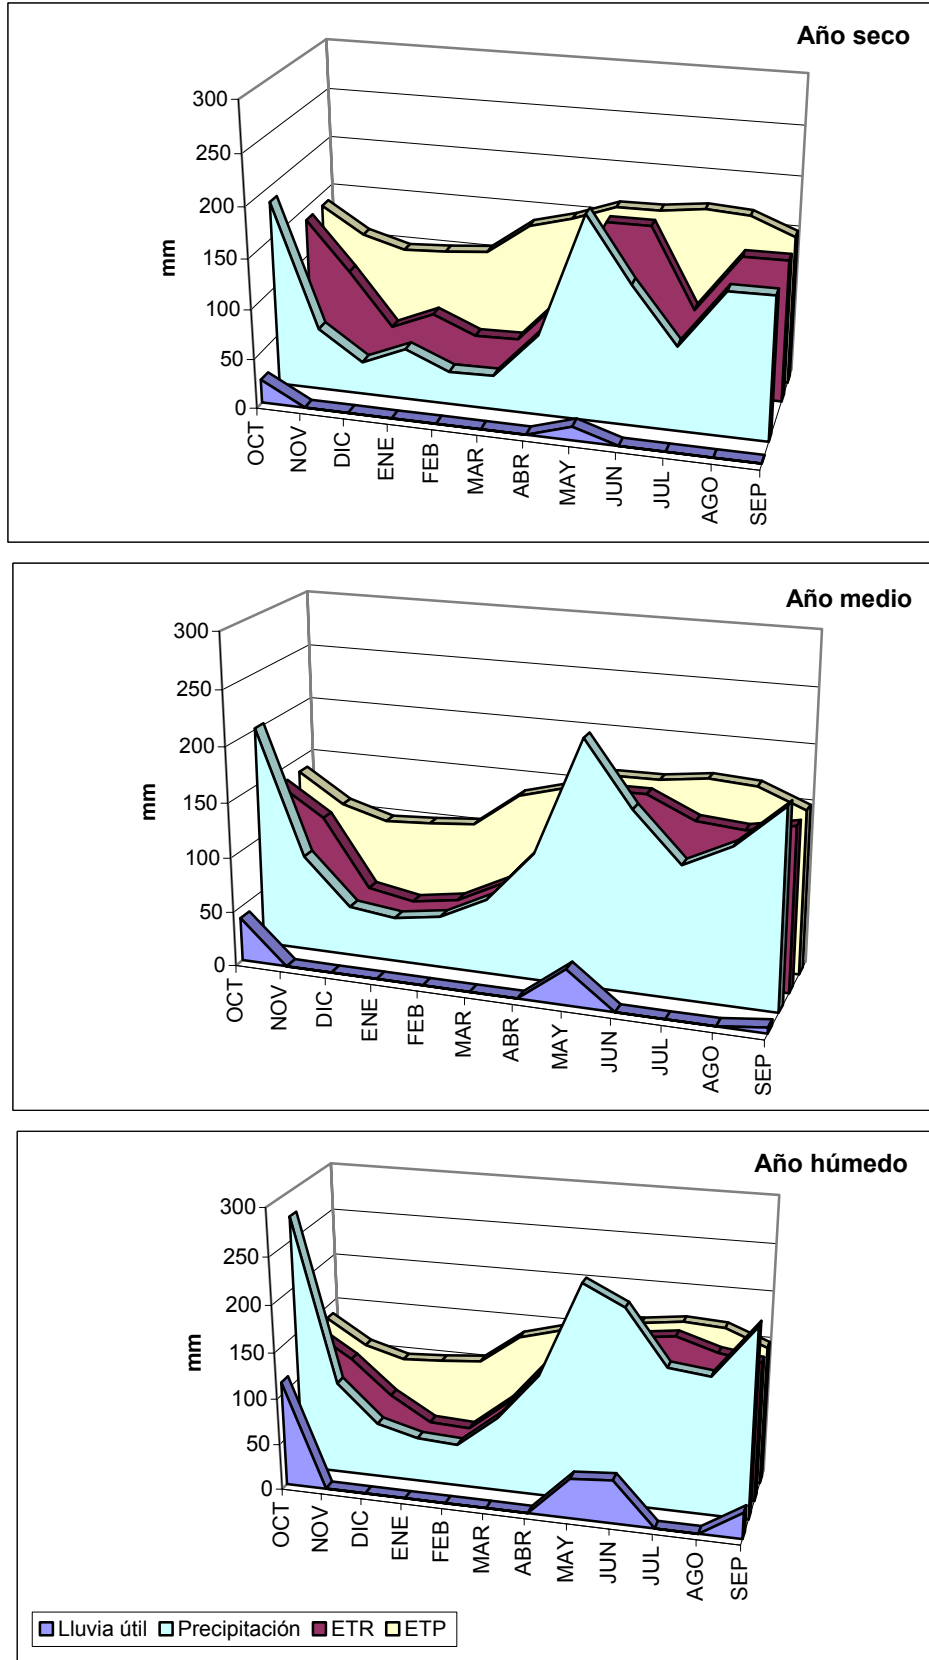 Año seco
300
250
200
150
100
50
0
mm
OCT
NOV
DIC
ENE
FEB
MAR
ABR
MAY
JUN
JUL
AGO
SEP
Año medio
300
250
200
150
100
50
0
mm
OCT
NOV
DIC
ENE
FEB
MAR
ABR
MAY
JUN
JUL
AGO
SEP
Año húmedo
300
250
200
150
100
50
0
mm
OCT
NOV
DIC
ENE
FEB
MAR
ABR
MAY
JUN
JUL
AGO
SEP
Lluvia útil Precipitación ETR ETP